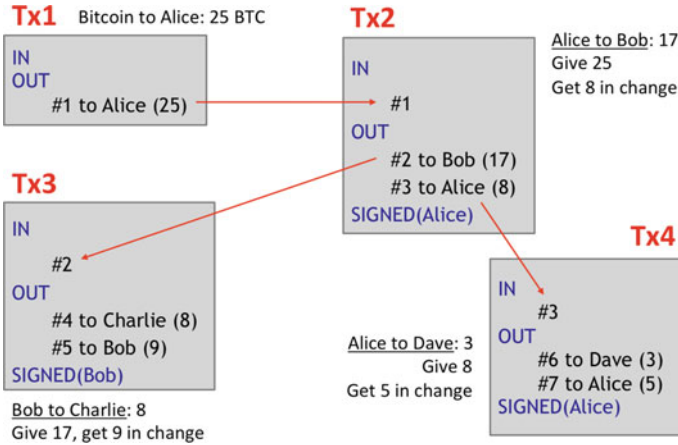 Tx1
Bitcoin to Alice: 25 BTC
IN
OUT
#1 to Alice (25)
Tx2
IN
#1
OUT
#2 to Bob (17)
#3 to Alice (8)
SIGNED(Alice)
Alice to Bob: 17
Give 25
Get 8 in change
Tx3
IN
#2
OUT
#4 to Charlie (8)
#5 to Bob (9)
SIGNED(Bob)
Bob to Charlie: 8
Give 17, get 9 in change
Tx4
IN
#3
OUT
#6 to Dave (3)
#7 to Alice (5)
SIGNED(Alice)
Alice to Dave: 3
Give 8
Get 5 in change